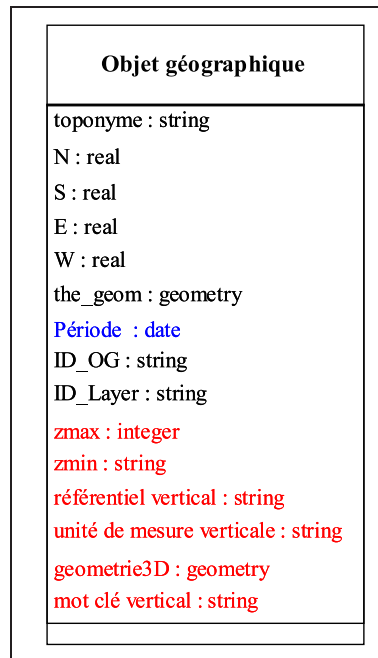 Objet géographique
toponyme : string
N : real
S : real
E : real
W : real
the_geom : geometry
Période : date
ID_OG : string
ID_Layer : string
zmax : integer
zmin : string
référentiel vertical : string
unité de mesure verticale : string
geometrie3D : geometry
mot clé vertical : string